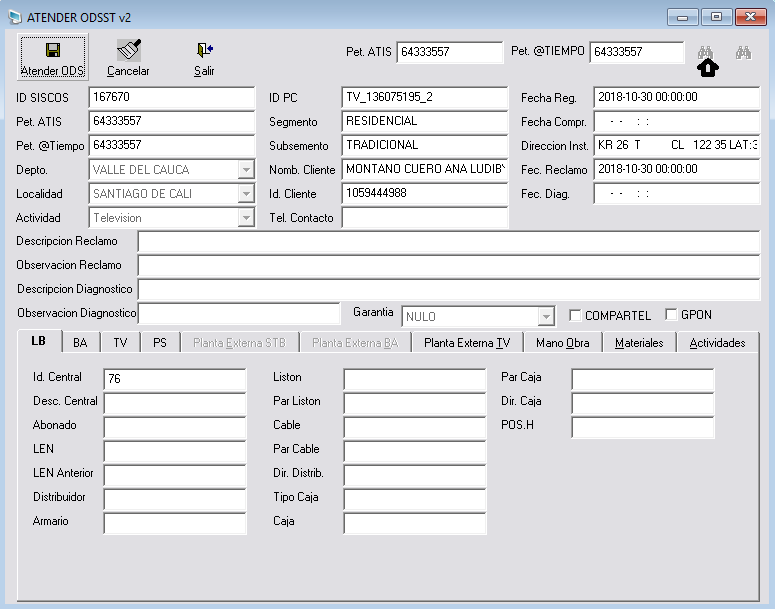 ATENDER ODSST v2
Atender ODS Cancelar Salir Pet. ATIS 64333557 Pet. @TIEMPO 64333557
ID SISCOS 167670 ID PC TV_136075195_2 Fecha Reg. 2018-10-30 00:00:00
Pet. ATIS 64333557 Segmento RESIDENCIAL Fecha Compr. - - : :
Pet. @Tiempo 64333557 Subsemento TRADICIONAL Direccion Inst. KR 26 T CL 122 35 LAT:3
Depto. VALLE DEL CAUCA Nomb. Cliente MONTANO CUERO ANA LUDIBY Fec. Reclamo 2018-10-30 00:00:00
Localidad SANTIAGO DE CALI Id. Cliente 1059444988 Fec. Diag. - - : :
Actividad Television Tel. Contacto
Descripcion Reclamo
Observacion Reclamo
Descripcion Diagnostico
Observacion Diagnostico Garantia NULO COMPARTEL GPON
LB BA TV PS Planta Externa STB Planta Externa BA Planta Externa TV Mano Obra Materiales Actividades
Id. Central 76 Liston Par Caja
Desc. Central Par Liston Dir. Caja
Abonado Cable POS.H
LEN Par Cable
LEN Anterior Dir. Distrib.
Distribuidor Tipo Caja
Armario Caja